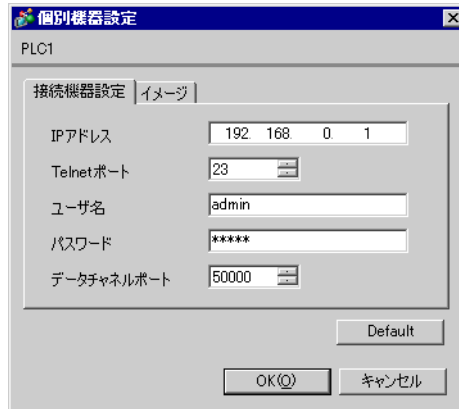 個別機器設定
PLC1
接続機器設定 イメージ
IPアドレス 192. 168. 0. 1
Telnetポート 23
ユーザ名 admin
パスワード *****
データチャネルポート 50000
Default
OK(O) キャンセル